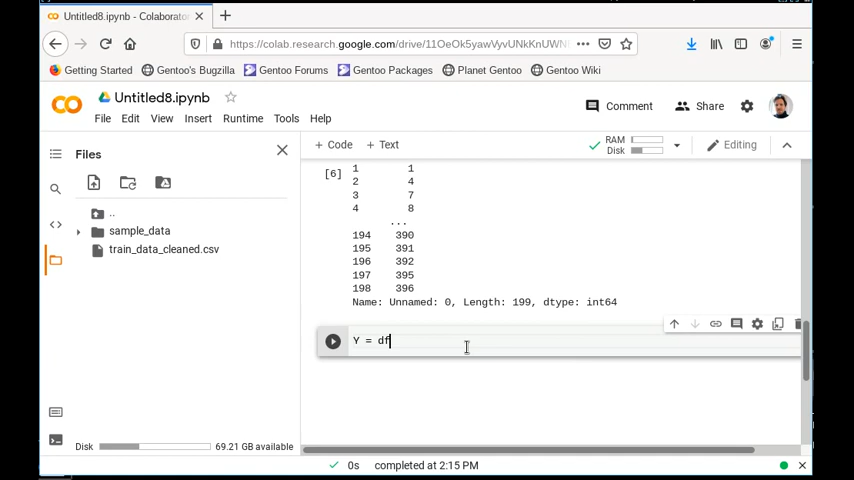 Untitled8.ipynb - Colaborato
https://colab.research.google.com/drive/11OeOk5yawVyvUNkKnUWN
Getting Started
Gentoo's Bugzilla
Gentoo Forums
Gentoo Packages
Planet Gentoo
Gentoo Wiki
Untitled8.ipynb
Comment
Share
File Edit View Insert Runtime Tools Help
Files
+ Code + Text
RAM
Disk
Editing
..
sample_data
train_data_cleaned.csv
[6]
1 1
2 4
3 7
4 8
...
194 390
195 391
196 392
197 395
198 396
Name: Unnamed: 0, Length: 199, dtype: int64
Y = df
Disk
69.21 GB available
0s completed at 2:15 PM